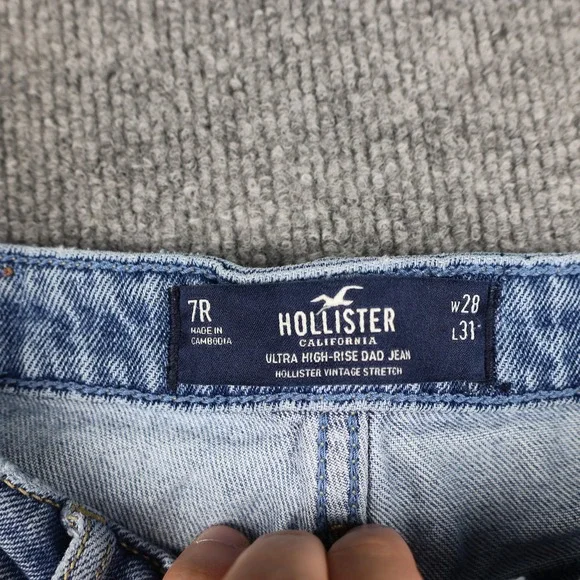 7R
MADE IN
CAMBODIA
HOLLISTER
CALIFORNIA
ULTRA HIGH-RISE DAD JEAN
HOLLISTER VINTAGE STRETCH
W28
L31